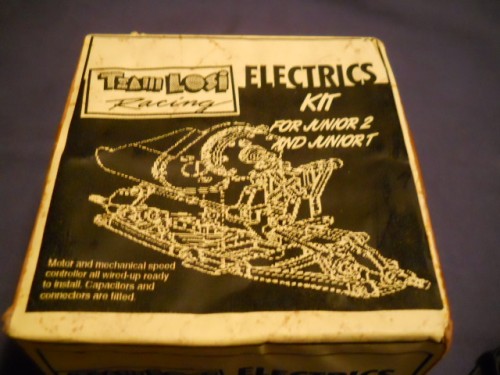 TEAM LOSI
Racing
ELECTRICS
KIT
FOR JUNIOR 2
AND JUNIOR T
Motor and mechanical speed
controller all wired-up ready
to install. Capacitors and
connectors are fitted.
ELECTRICS